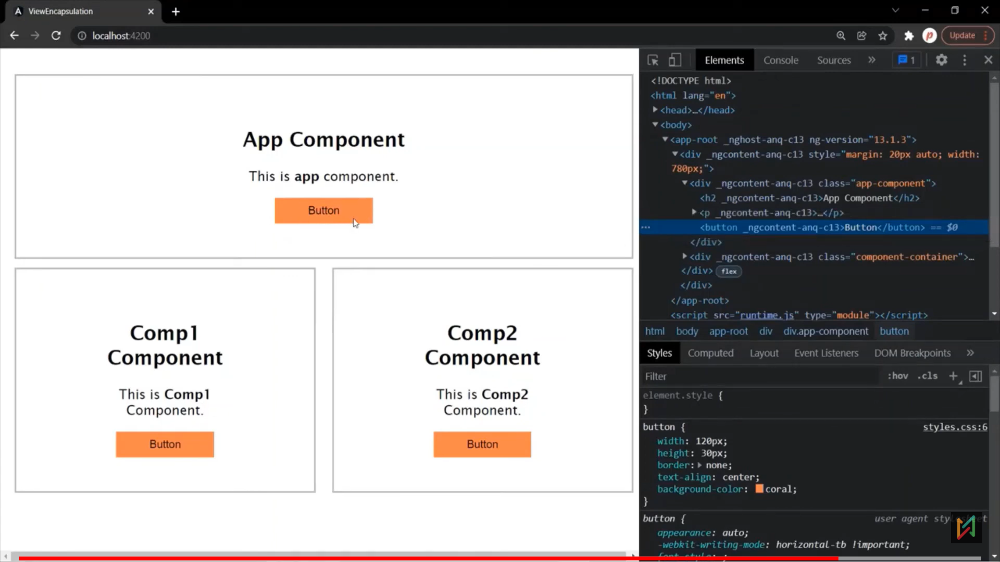 ViewEncapsulation
localhost:4200
Update
App Component
This is app component.
Button
Comp1
Component
This is Comp1
Component.
Button
Comp2
Component
This is Comp2
Component.
Button
Elements Console Sources 1
<!DOCTYPE html>
<html lang="en">
<head>…</head>
<body>
<app-root _nghost-anq-c13 ng-version="13.1.3">
<div _ngcontent-anq-c13 style="margin: 20px auto; width:
780px;">
<div _ngcontent-anq-c13 class="app-component">
<h2 _ngcontent-anq-c13>App Component</h2>
<p _ngcontent-anq-c13>…</p>
<button _ngcontent-anq-c13>Button</button> == $0
</div>
<div _ngcontent-anq-c13 class="component-container">…
</div> flex
</div>
</app-root>
<script src="runtime.js" type="module"></script>
html body app-root div div.app-component button
Styles Computed Layout Event Listeners DOM Breakpoints
Filter :hov .cls
element.style {
}
button { styles.css:6
width: 120px;
height: 30px;
border: none;
text-align: center;
background-color: coral;
}
button { user agent stylesheet
appearance: auto;
-webkit-writing-mode: horizontal-tb !important;